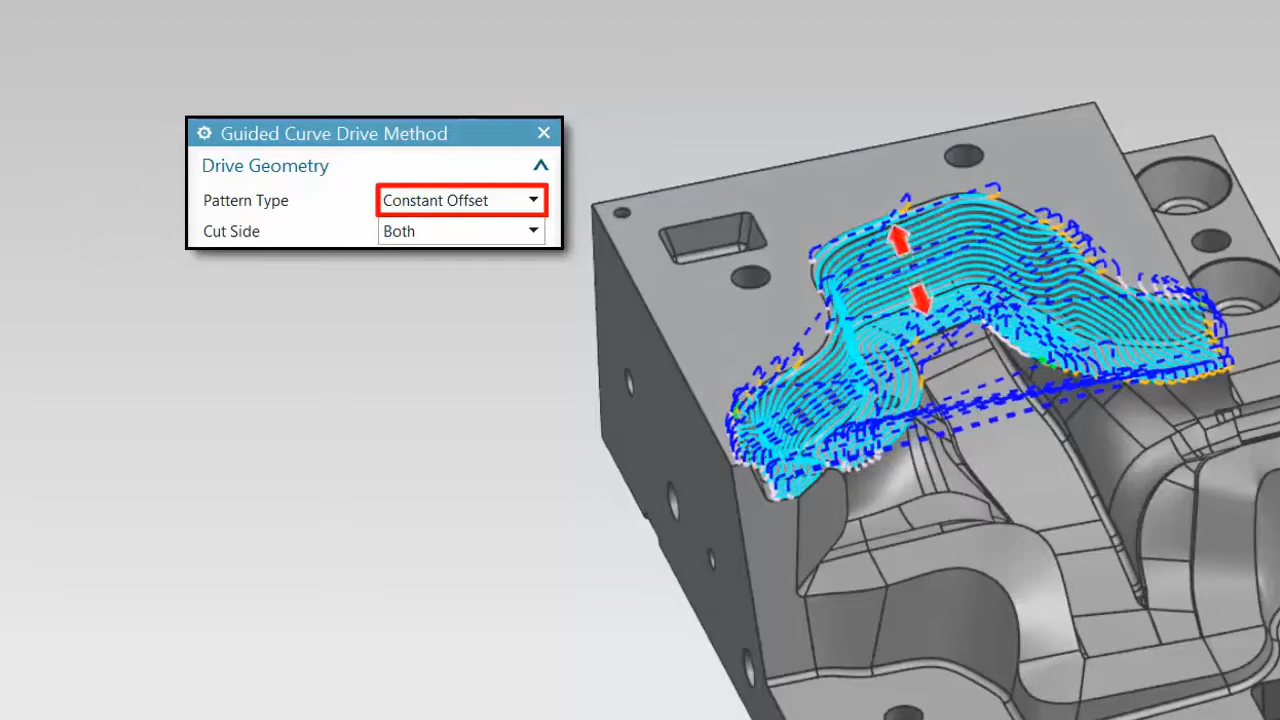 Guided Curve Drive Method
Drive Geometry
Pattern Type Constant Offset
Cut Side Both